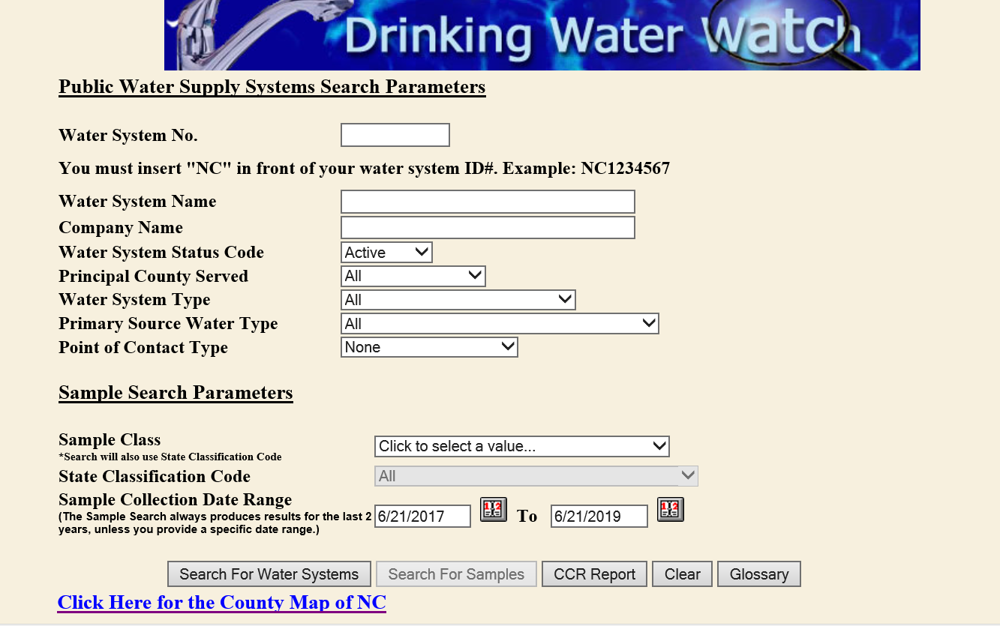 Drinking Water Watch
Public Water Supply Systems Search Parameters
Water System No.
You must insert "NC" in front of your water system ID#. Example: NC1234567
Water System Name
Company Name
Water System Status Code Active
Principal County Served All
Water System Type All
Primary Source Water Type All
Point of Contact Type None
Sample Search Parameters
Sample Class Click to select a value...
*Search will also use State Classification Code
State Classification Code All
Sample Collection Date Range
(The Sample Search always produces results for the last 2 6/21/2017 To 6/21/2019
years, unless you provide a specific date range.)
Search For Water Systems Search For Samples CCR Report Clear Glossary
Click Here for the County Map of NC